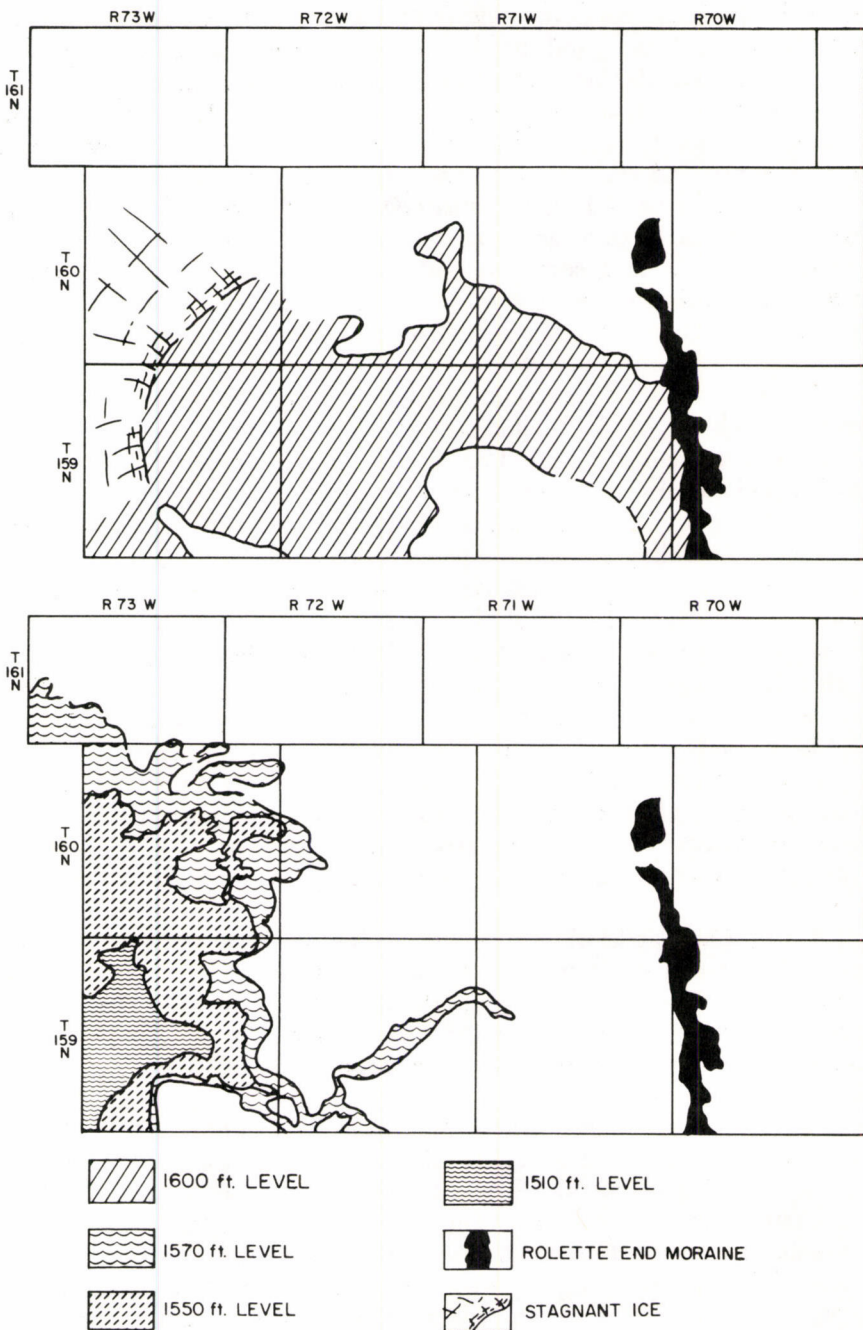 R73W R72W R71W R70W
T
161
N
T
160
N
T
159
N
R 73 W R 72 W R 71 W R 70 W
T
161
N
T
160
N
T
159
N
1600 ft. LEVEL
1510 ft. LEVEL
1570 ft. LEVEL
ROLETTE END MORAINE
1550 ft. LEVEL
STAGNANT ICE